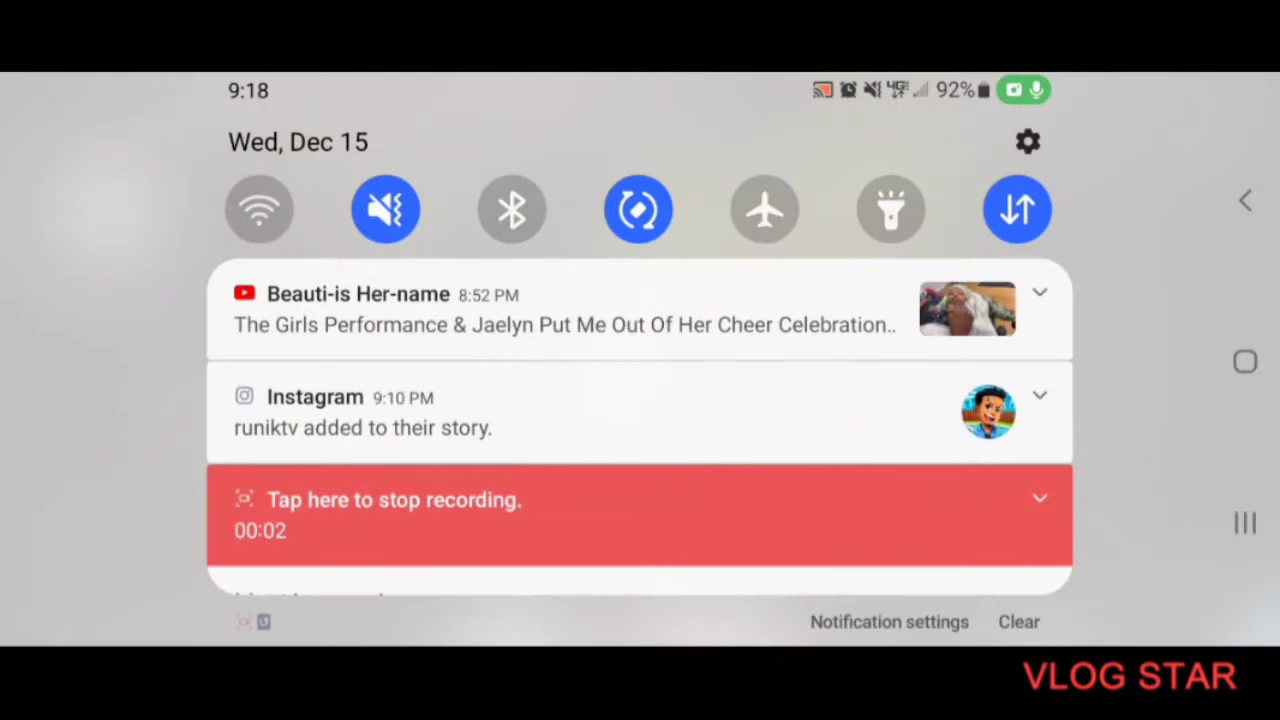 9:18
4GE 92%
Wed, Dec 15
Beauti-is Her-name 8:52 PM
The Girls Performance & Jaelyn Put Me Out Of Her Cheer Celebration..
Instagram 9:10 PM
runiktv added to their story.
Tap here to stop recording.
00:02
Notification settings Clear
VLOG STAR